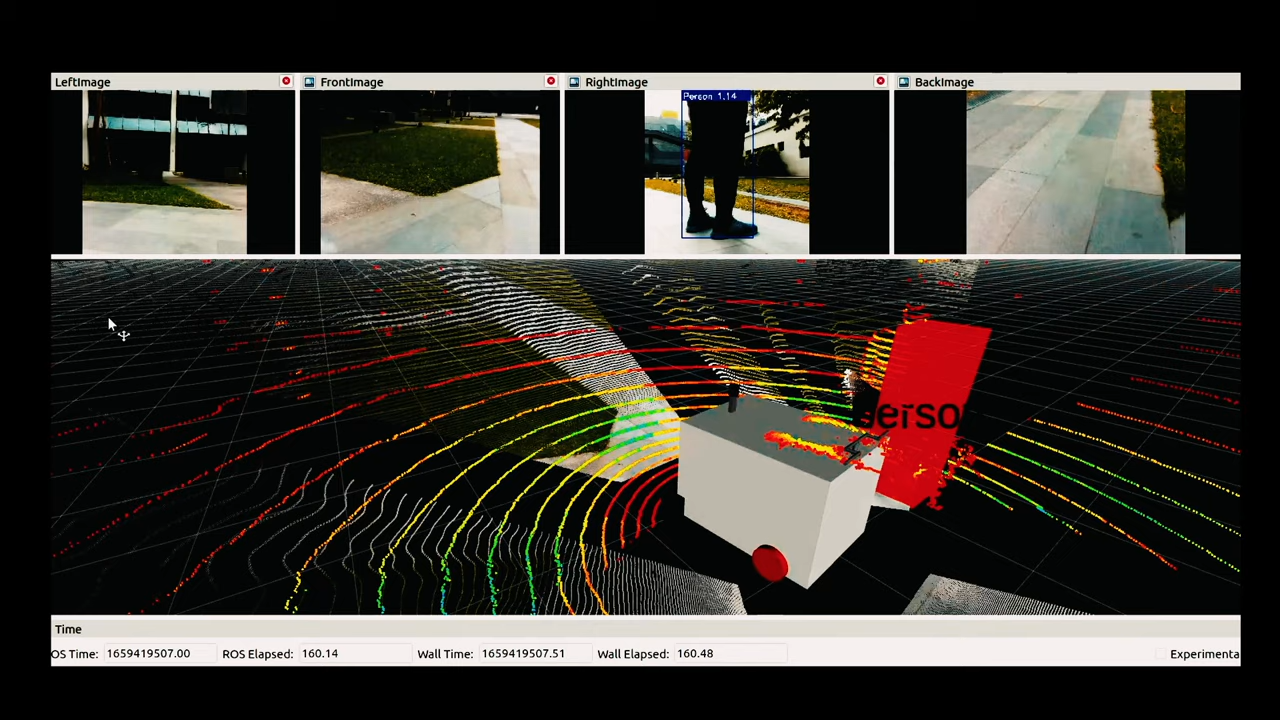 LeftImage
FrontImage
RightImage
BackImage
Person 1.14
perso
Time
OS Time: 1659419507.00 ROS Elapsed: 160.14 Wall Time: 1659419507.51 Wall Elapsed: 160.48 Experimenta